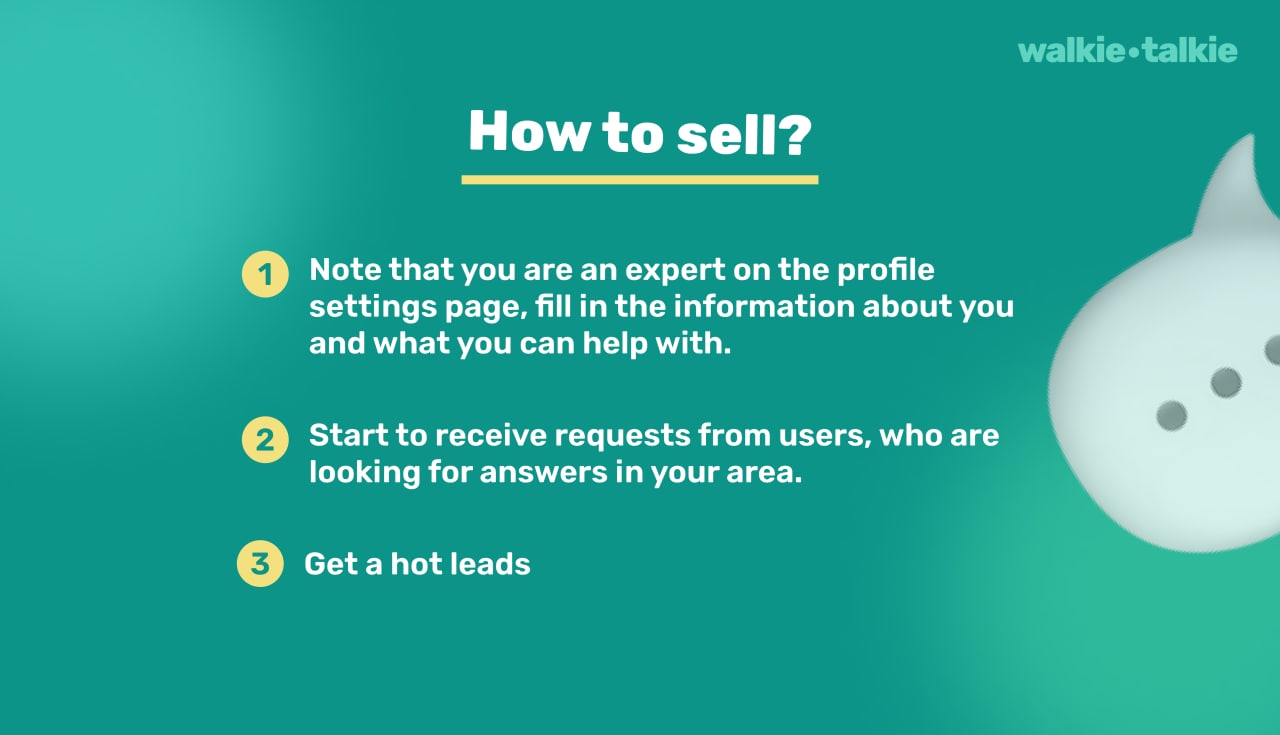 walkie•talkie
How to sell?
1 Note that you are an expert on the profile
settings page, fill in the information about you
and what you can help with.
2 Start to receive requests from users, who are
looking for answers in your area.
3 Get a hot leads